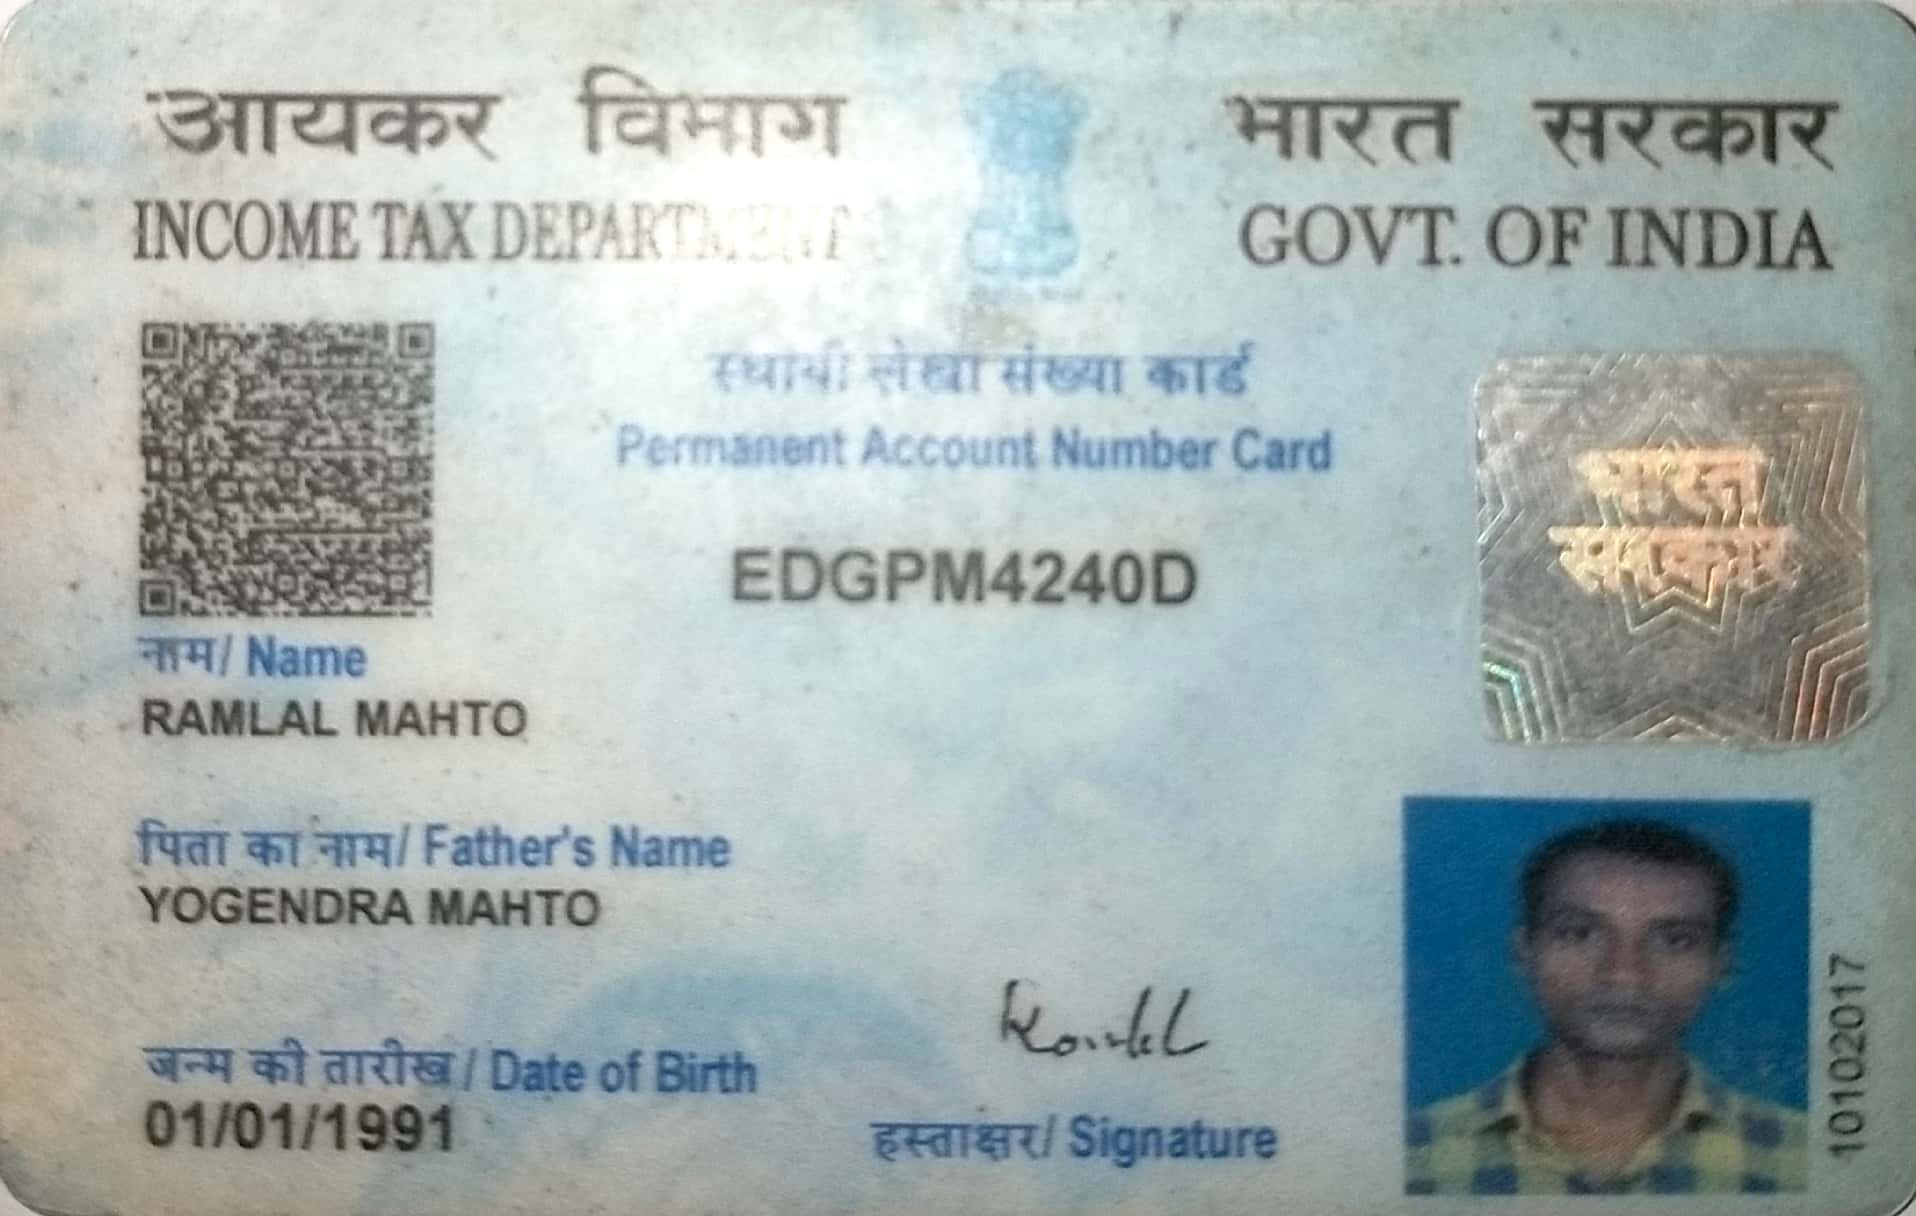 आयकर विभाग
INCOME TAX DEPARTMENT
भारत सरकार
GOVT. OF INDIA
स्थायी लेखा संख्या कार्ड
Permanent Account Number Card
EDGPM4240D
भारत
सरकार
नाम/ Name
RAMLAL MAHTO
पिता का नाम/ Father's Name
YOGENDRA MAHTO
जन्म की तारीख/ Date of Birth
01/01/1991
हस्ताक्षर/ Signature
10102017